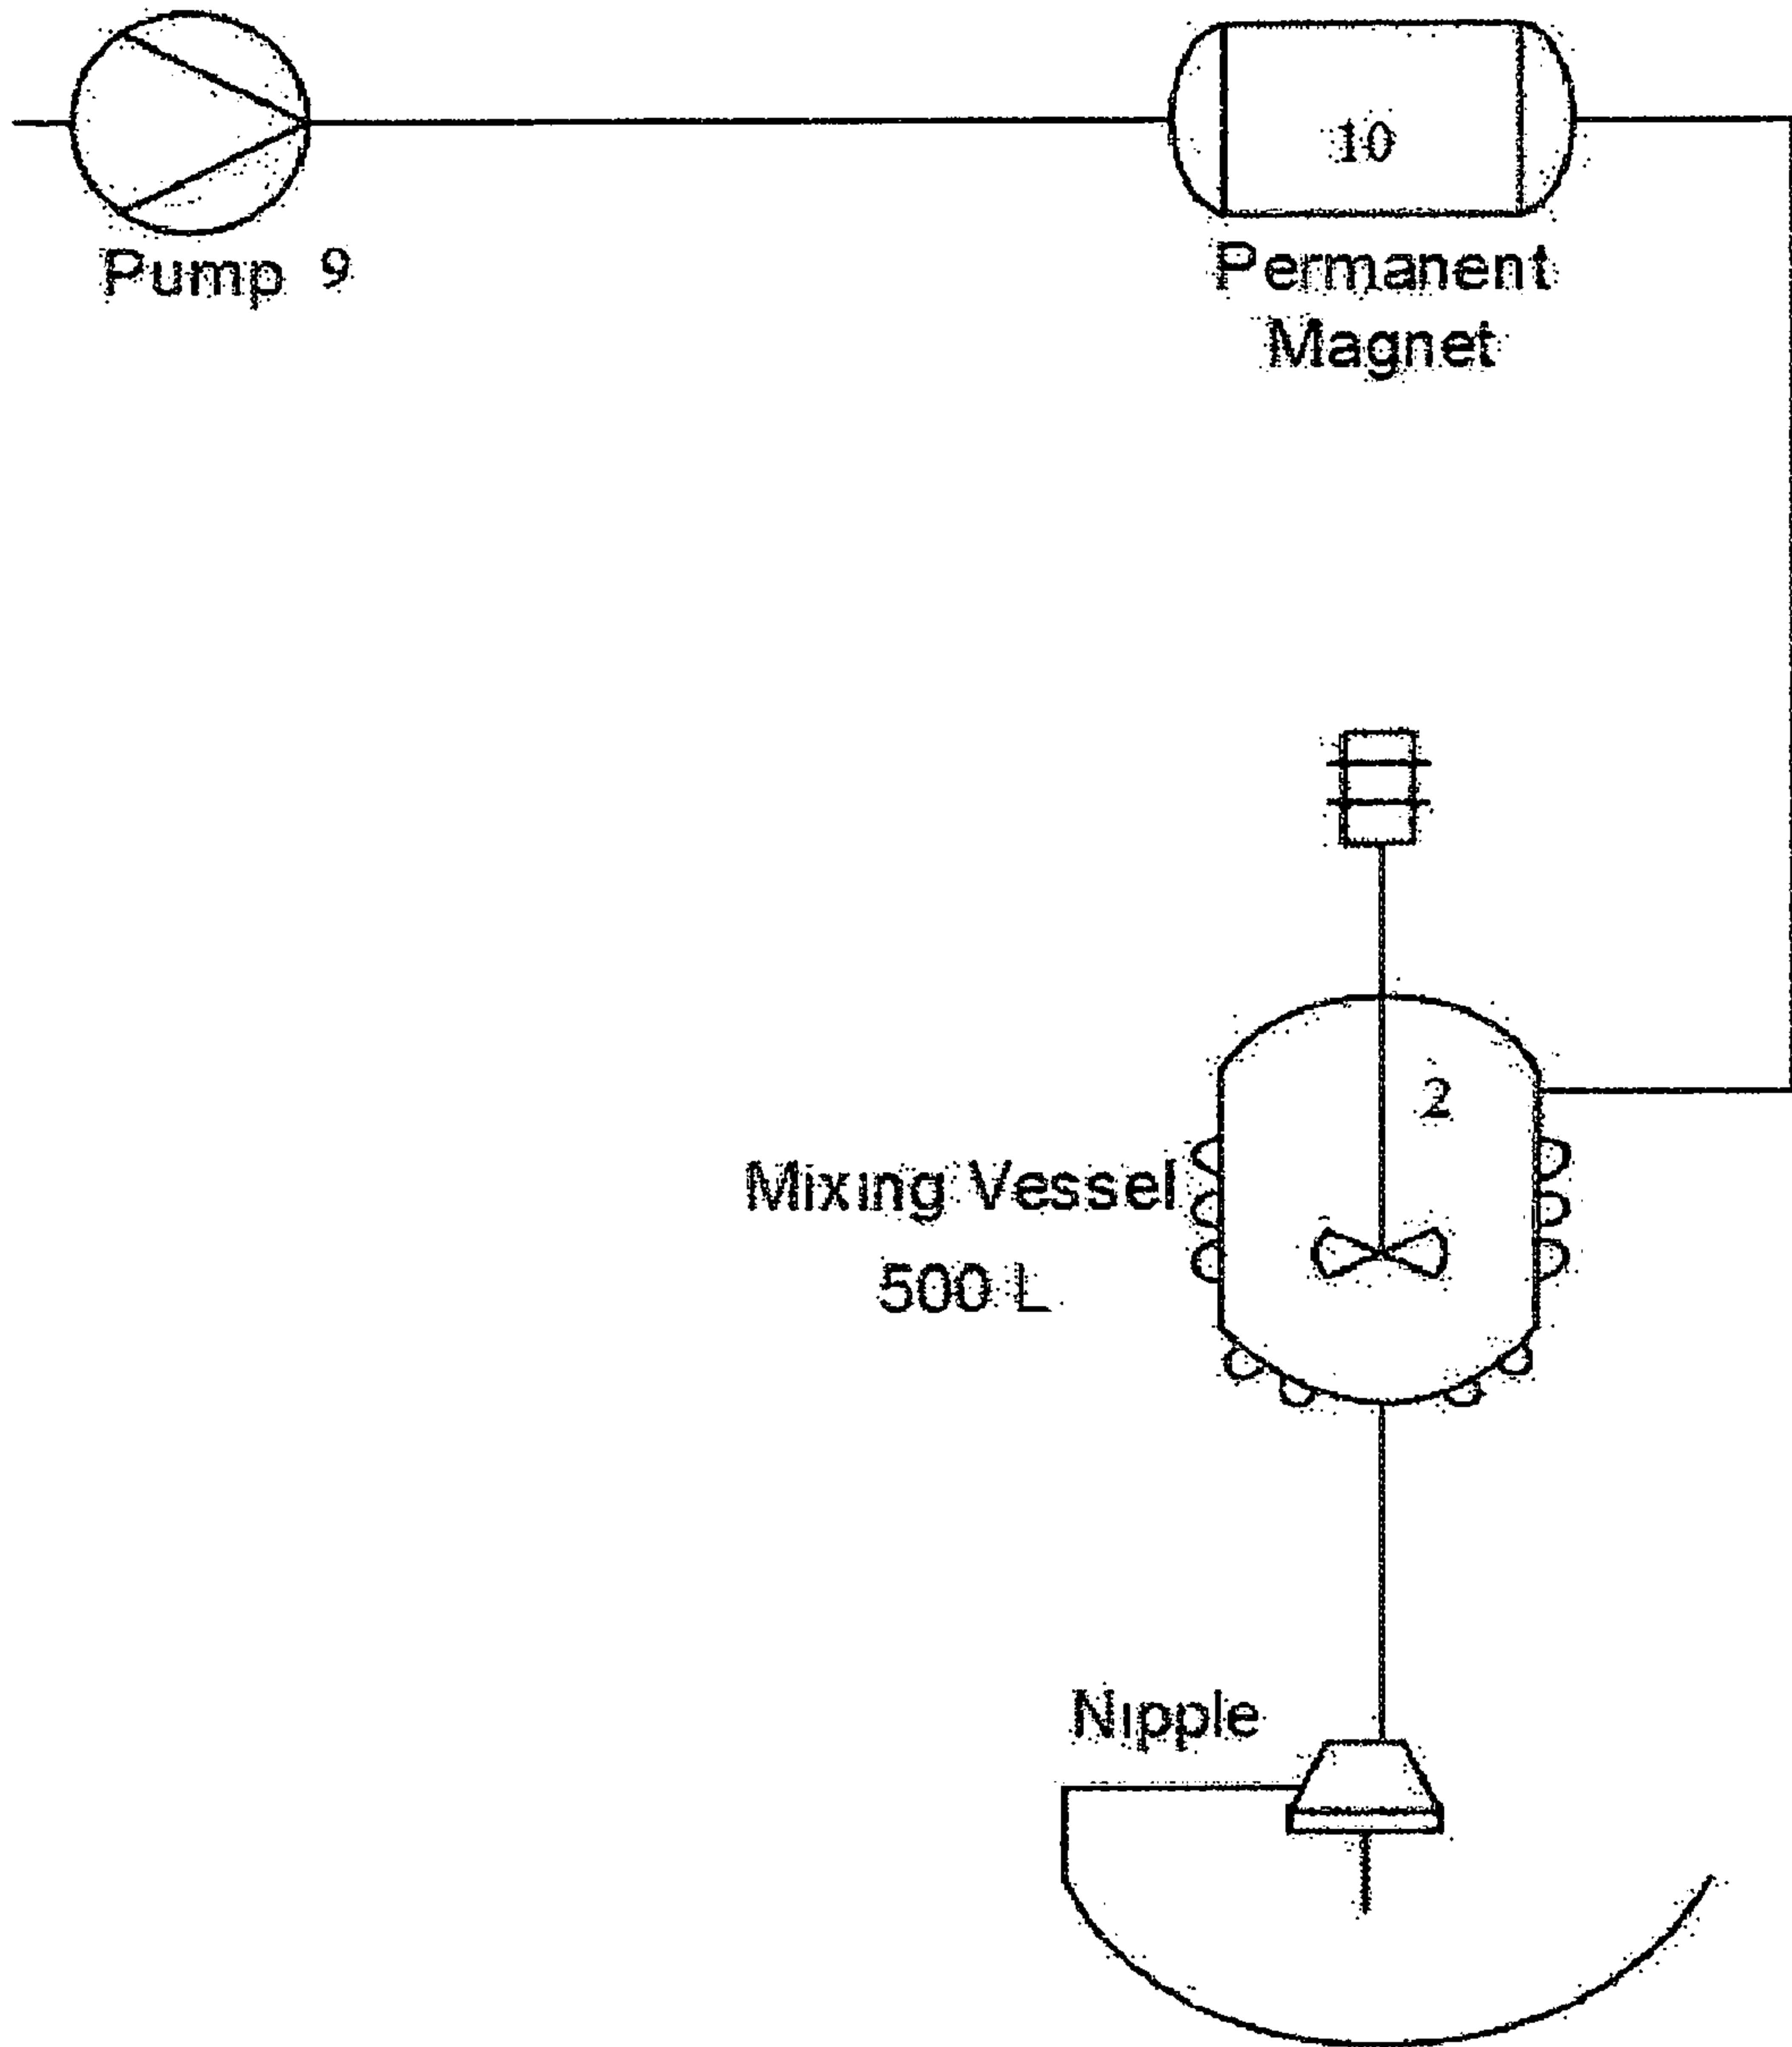 10
Pump 9
Permanent
Magnet
2
Mixing Vessel
500 L
Nipple